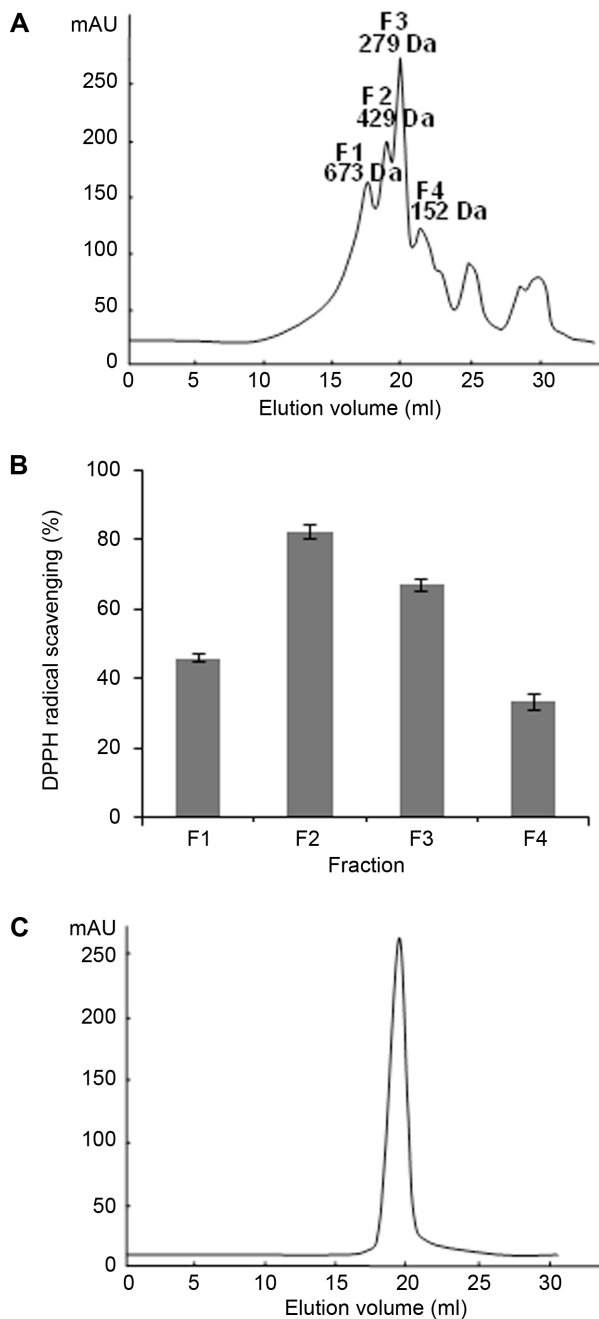 A
mAU
F3
279 Da
F2
429 Da
F1
673 Da
F4
152 Da
250
200
150
100
50
0
0 5 10 15 20 25 30
Elution volume (ml)
B
DPPH radical scavenging (%)
100
80
60
40
20
0
F1 F2 F3 F4
Fraction
C
mAU
250
200
150
100
50
0
0 5 10 15 20 25 30
Elution volume (ml)